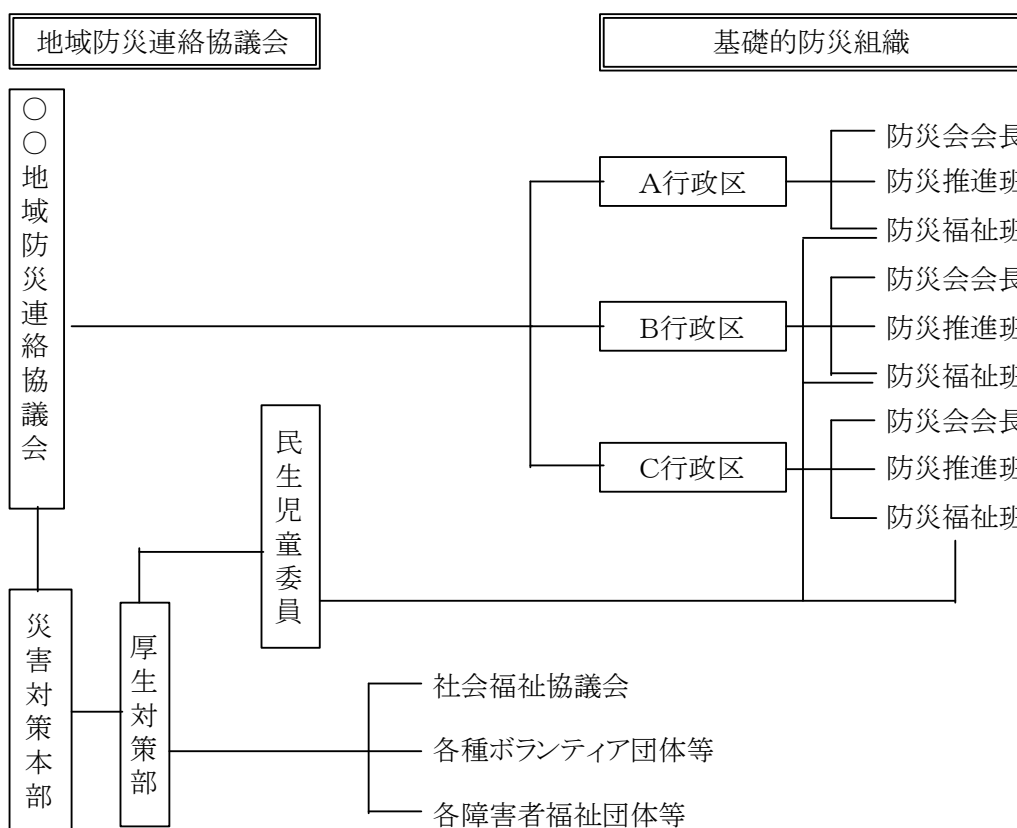 地域防災連絡協議会
基礎的防災組織
○○地域防災連絡協議会
A行政区
防災会会長
防災推進班
防災福祉班
B行政区
防災会会長
防災推進班
防災福祉班
C行政区
防災会会長
防災推進班
防災福祉班
民生児童委員
災害対策本部
厚生対策部
社会福祉協議会
各種ボランティア団体等
各障害者福祉団体等